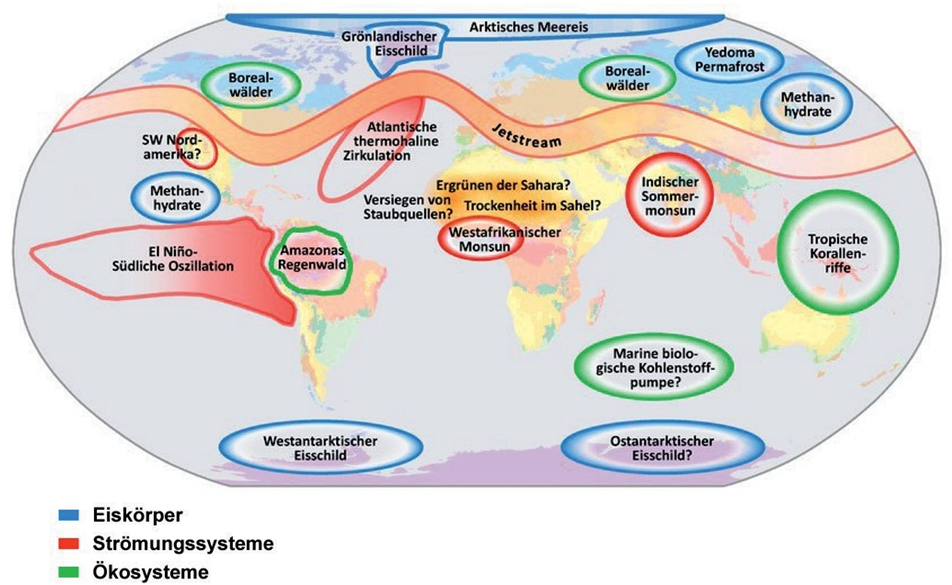 Arktisches Meereis
Grönlandischer
Eisschild
Yedoma
Permafrost
Boreal-
wälder
Boreal-
wälder
Methan-
hydrate
Jetstream
Atlantische
thermohaline
Zirkulation
SW Nord-
amerika?
Methan-
hydrate
Ergrünen der Sahara?
Versiegen von
Staubquellen?
Trockenheit im Sahel?
Indischer
Sommer-
monsun
Westafrikanischer
Monsun
El Niño-
Südliche Oszillation
Amazonas
Regenwald
Tropische
Korallen-
riffe
Marine biolo-
gische Kohlenstoff-
pumpe?
Westantarktischer
Eisschild
Ostantarktischer
Eisschild?
Eiskörper
Strömungssysteme
Ökosysteme